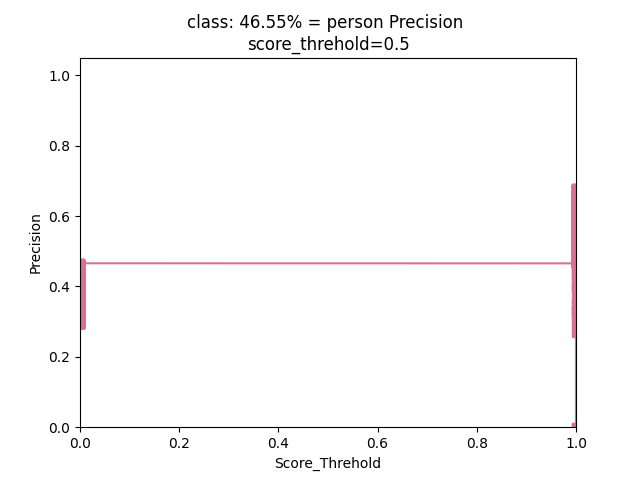 class: 46.55% = person Precision
score_threhold=0.5
1.0
0.8
0.6
0.4
0.2
0.0
Precision
0.0 0.2 0.4 0.6 0.8 1.0
Score_Threhold